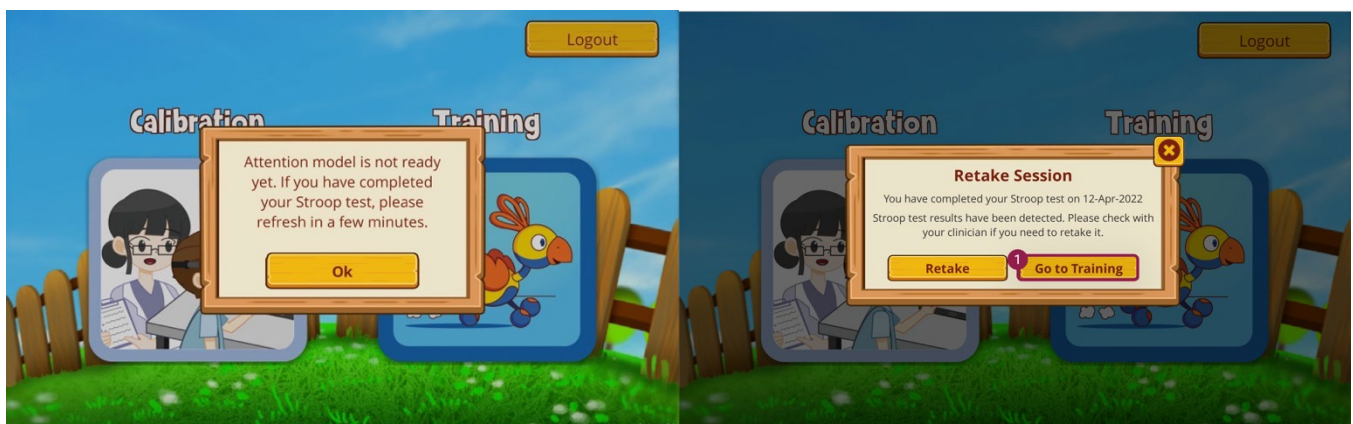 Logout
Calibration
Training
Attention model is not ready
yet. If you have completed
your Stroop test, please
refresh in a few minutes.
Ok
Logout
Calibration
Training
Retake Session
You have completed your Stroop test on 12-Apr-2022
Stroop test results have been detected. Please check with
your clinician if you need to retake it.
Retake
1
Go to Training